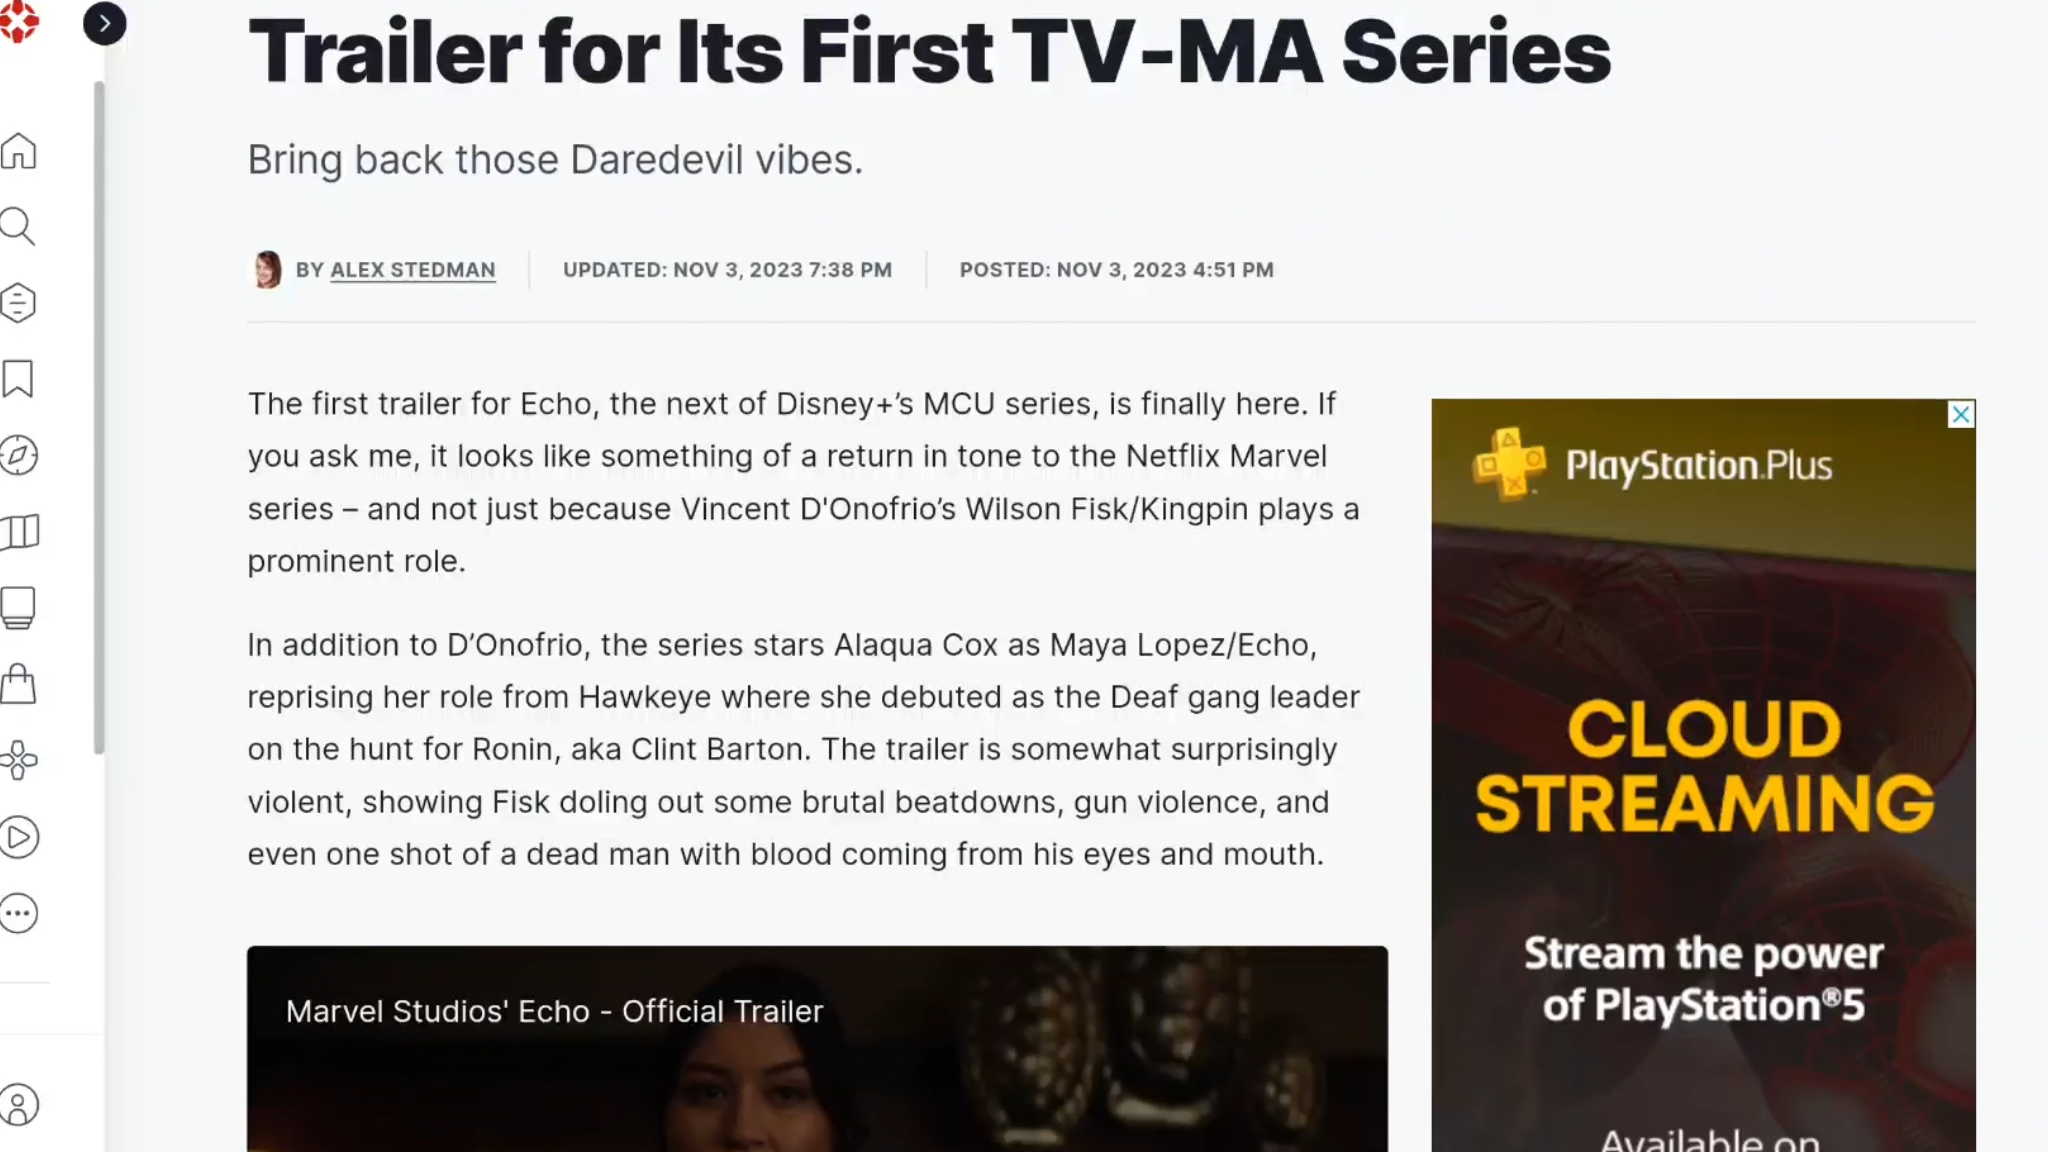 Trailer for Its First TV-MA Series
Bring back those Daredevil vibes.
BY ALEX STEDMAN
UPDATED: NOV 3, 2023 7:38 PM
POSTED: NOV 3, 2023 4:51 PM
The first trailer for Echo, the next of Disney+’s MCU series, is finally here. If
you ask me, it looks like something of a return in tone to the Netflix Marvel
series – and not just because Vincent D'Onofrio’s Wilson Fisk/Kingpin plays a
prominent role.
In addition to D’Onofrio, the series stars Alaqua Cox as Maya Lopez/Echo,
reprising her role from Hawkeye where she debuted as the Deaf gang leader
on the hunt for Ronin, aka Clint Barton. The trailer is somewhat surprisingly
violent, showing Fisk doling out some brutal beatdowns, gun violence, and
even one shot of a dead man with blood coming from his eyes and mouth.
Marvel Studios' Echo - Official Trailer
PlayStation.Plus
CLOUD
STREAMING
Stream the power
of PlayStation®5
Available on